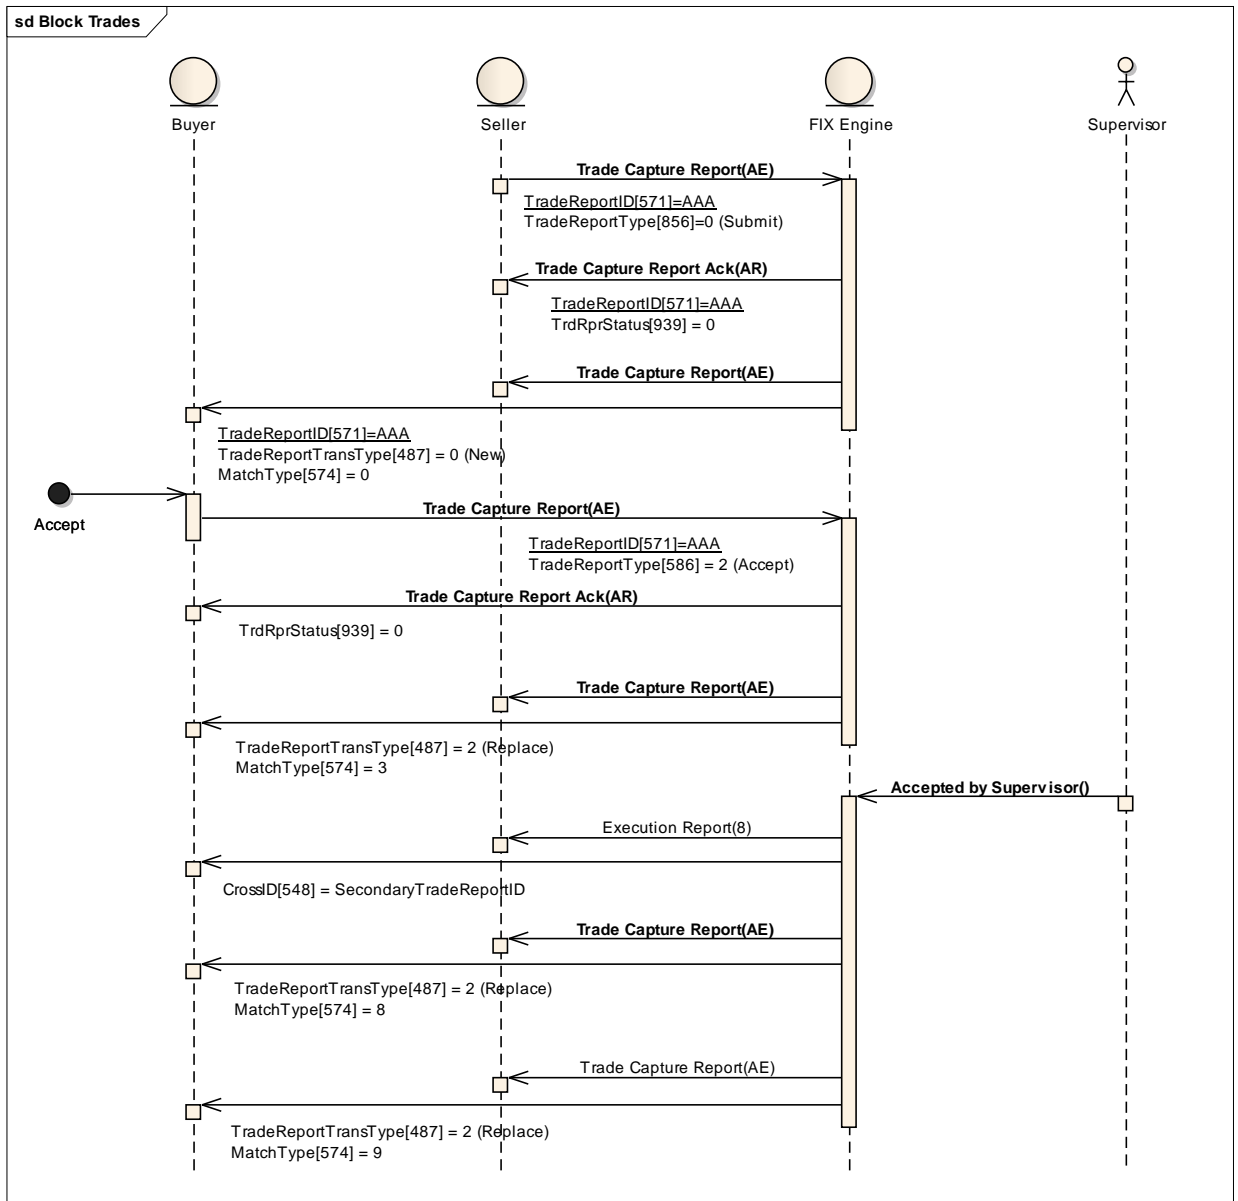 sd Block Trades
Buyer
Seller
FIX Engine
Supervisor
Trade Capture Report(AE)
TradeReportID[571]=AAA
TradeReportType[856]=0 (Submit)
Trade Capture Report Ack(AR)
TradeReportID[571]=AAA
TrdRprStatus[939] = 0
Trade Capture Report(AE)
TradeReportID[571]=AAA
TradeReportTransType[487] = 0 (New)
MatchType[574] = 0
Accept
Trade Capture Report(AE)
TradeReportID[571]=AAA
TradeReportType[586] = 2 (Accept)
Trade Capture Report Ack(AR)
TrdRprStatus[939] = 0
Trade Capture Report(AE)
TradeReportTransType[487] = 2 (Replace)
MatchType[574] = 3
Accepted by Supervisor()
Execution Report(8)
CrossID[548] = SecondaryTradeReportID
Trade Capture Report(AE)
TradeReportTransType[487] = 2 (Replace)
MatchType[574] = 8
Trade Capture Report(AE)
TradeReportTransType[487] = 2 (Replace)
MatchType[574] = 9